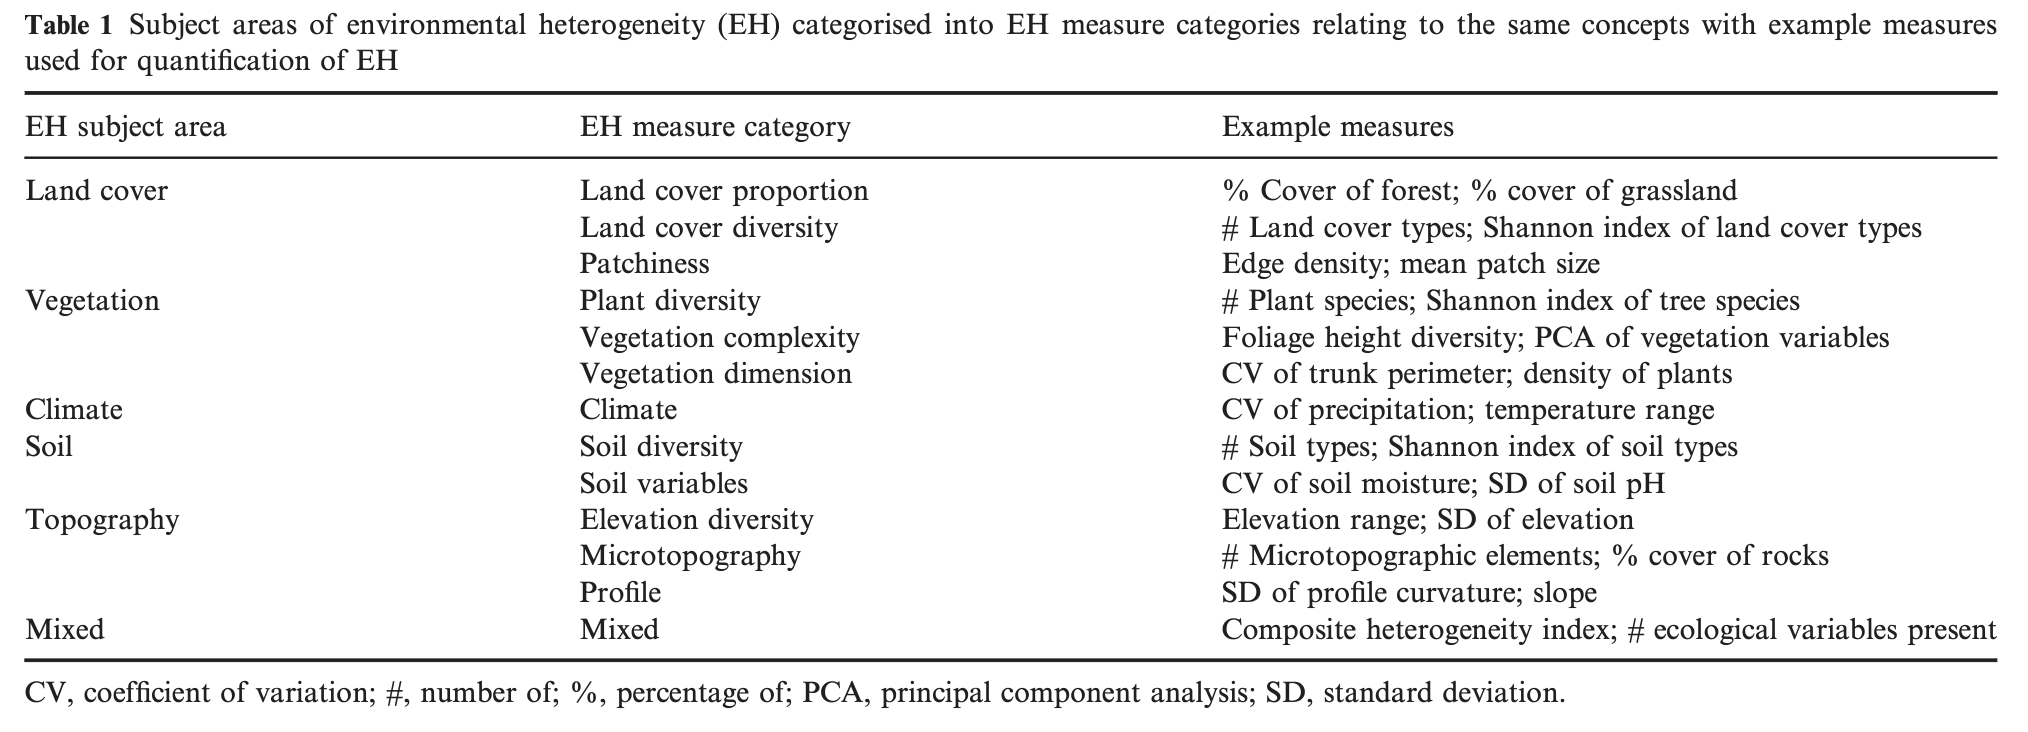 Table 1 Subject areas of environmental heterogeneity (EH) categorised into EH measure categories relating to the same concepts with example measures
used for quantification of EH
EH subject area EH measure category Example measures
Land cover Land cover proportion % Cover of forest; % cover of grassland
Land cover diversity # Land cover types; Shannon index of land cover types
Patchiness Edge density; mean patch size
Vegetation Plant diversity # Plant species; Shannon index of tree species
Vegetation complexity Foliage height diversity; PCA of vegetation variables
Vegetation dimension CV of trunk perimeter; density of plants
Climate Climate CV of precipitation; temperature range
Soil Soil diversity # Soil types; Shannon index of soil types
Soil variables CV of soil moisture; SD of soil pH
Topography Elevation diversity Elevation range; SD of elevation
Microtopography # Microtopographic elements; % cover of rocks
Profile SD of profile curvature; slope
Mixed Mixed Composite heterogeneity index; # ecological variables present
CV, coefficient of variation; #, number of; %, percentage of; PCA, principal component analysis; SD, standard deviation.